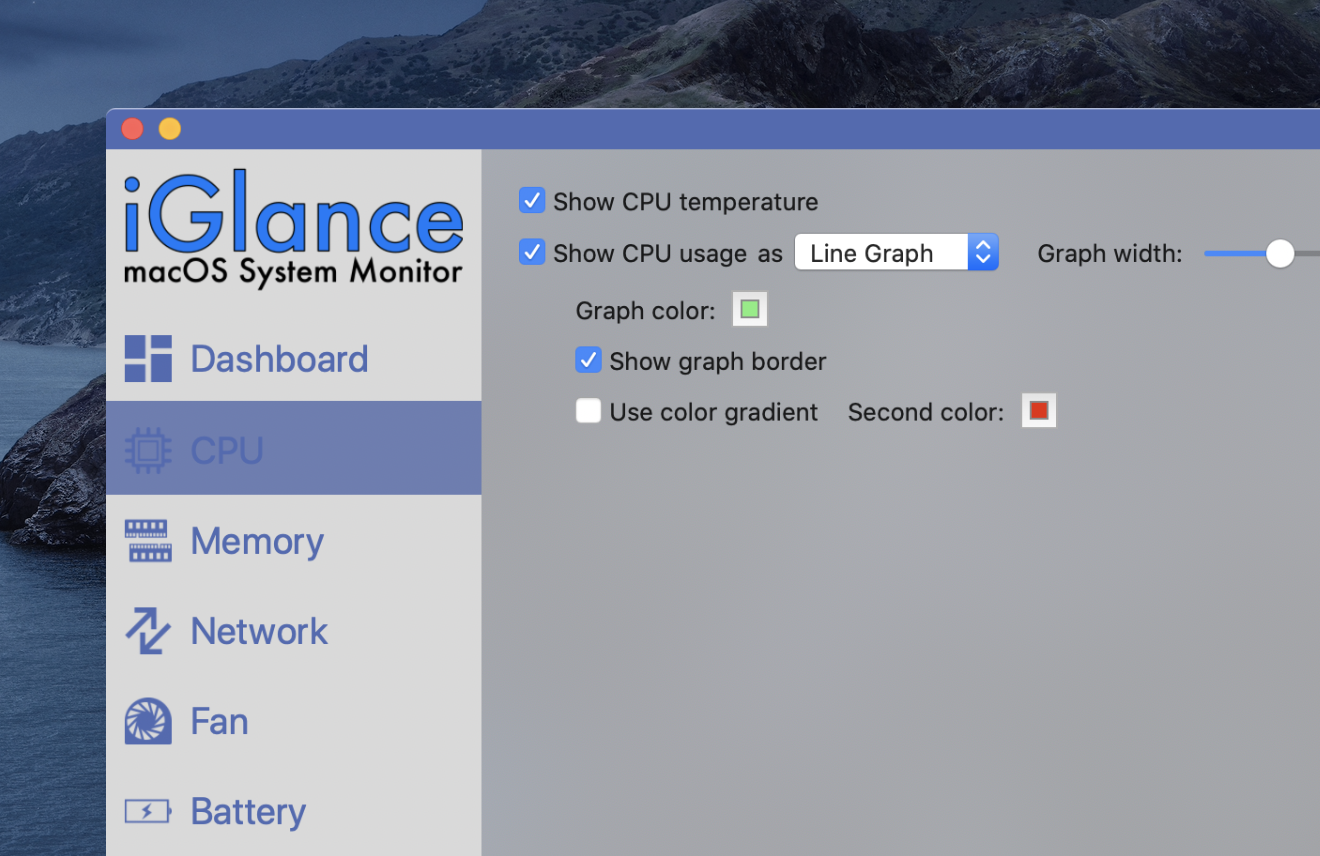 iGlance
macOS System Monitor
Dashboard
CPU
Memory
Network
Fan
Battery
Show CPU temperature
Show CPU usage as Line Graph Graph width:
Graph color:
Show graph border
Use color gradient Second color: